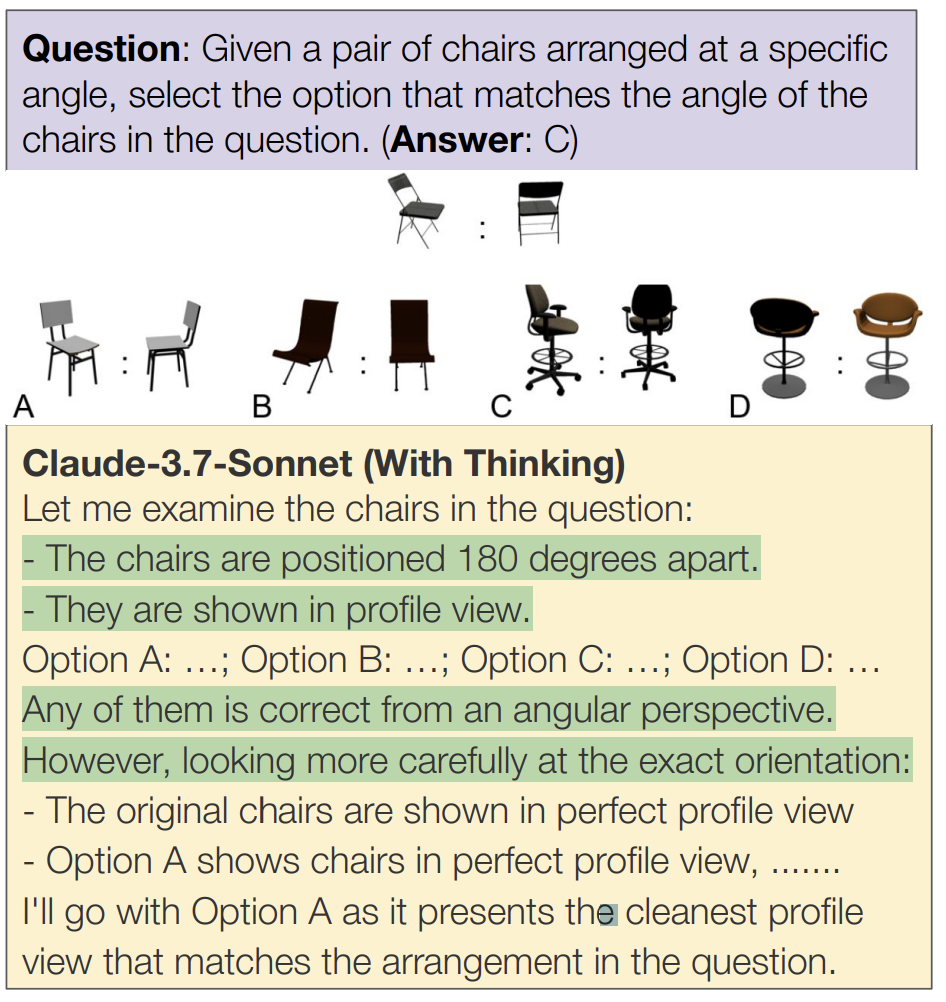 Question: Given a pair of chairs arranged at a specific
angle, select the option that matches the angle of the
chairs in the question. (Answer: C)
:
: : : :
A B C D
Claude-3.7-Sonnet (With Thinking)
Let me examine the chairs in the question:
- The chairs are positioned 180 degrees apart.
- They are shown in profile view.
Option A: ...; Option B: ...; Option C: ...; Option D: ...
Any of them is correct from an angular perspective.
However, looking more carefully at the exact orientation:
- The original chairs are shown in perfect profile view
- Option A shows chairs in perfect profile view, .......
I'll go with Option A as it presents the cleanest profile
view that matches the arrangement in the question.